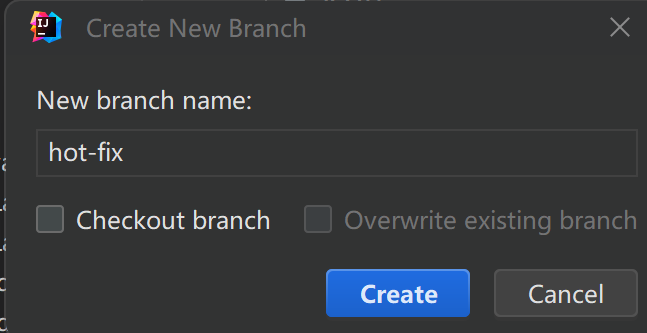 IJ
Create New Branch
New branch name:
hot-fix
Checkout branch
Overwrite existing branch
Create
Cancel